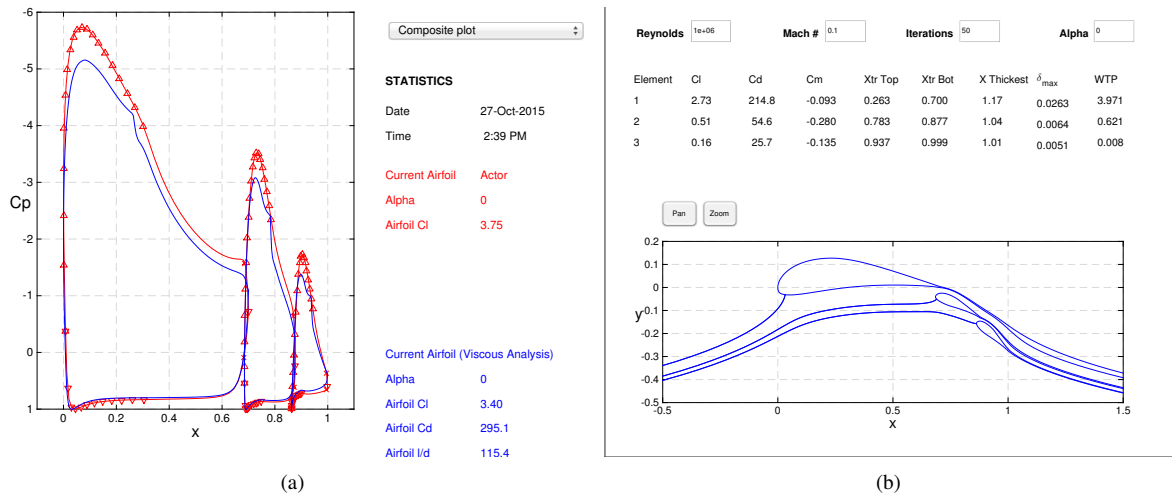 -6
-5
-4
-3
-2
-1
0
1
Cp
0 0.2 0.4 0.6 0.8 1
x
Composite plot
STATISTICS
Date 27-Oct-2015
Time 2:39 PM
Current Airfoil Actor
Alpha 0
Airfoil Cl 3.75
Current Airfoil (Viscous Analysis)
Alpha 0
Airfoil Cl 3.40
Airfoil Cd 295.1
Airfoil l/d 115.4
(a)
Reynolds 1e+06 Mach # 0.1 Iterations 50 Alpha 0
Element Cl Cd Cm Xtr Top Xtr Bot X Thickest δmax WTP
1 2.73 214.8 -0.093 0.263 0.700 1.17 0.0263 3.971
2 0.51 54.6 -0.280 0.783 0.877 1.04 0.0064 0.621
3 0.16 25.7 -0.135 0.937 0.999 1.01 0.0051 0.008
Pan Zoom
0.2
0.1
0
-0.1
-0.2
-0.3
-0.4
-0.5
y
-0.5 0 0.5 1 1.5
x
(b)